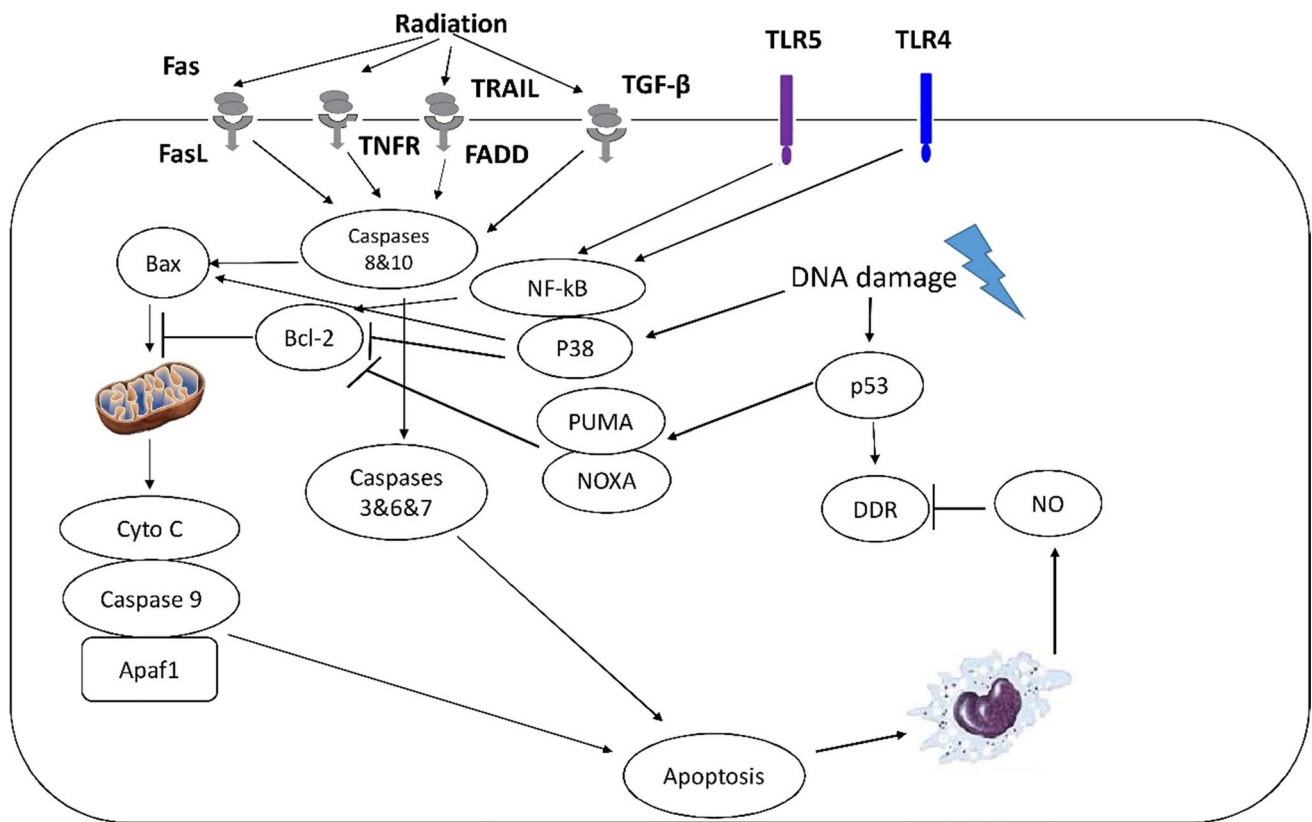 Radiation
TLR5
TLR4
Fas
TRAIL
TGF-β
FasL
TNFR
FADD
Caspases
8&10
Bax
NF-kB
DNA damage
Bcl-2
P38
p53
PUMA
NOXA
Caspases
3&6&7
DDR
NO
Cyto C
Caspase 9
Apaf1
Apoptosis